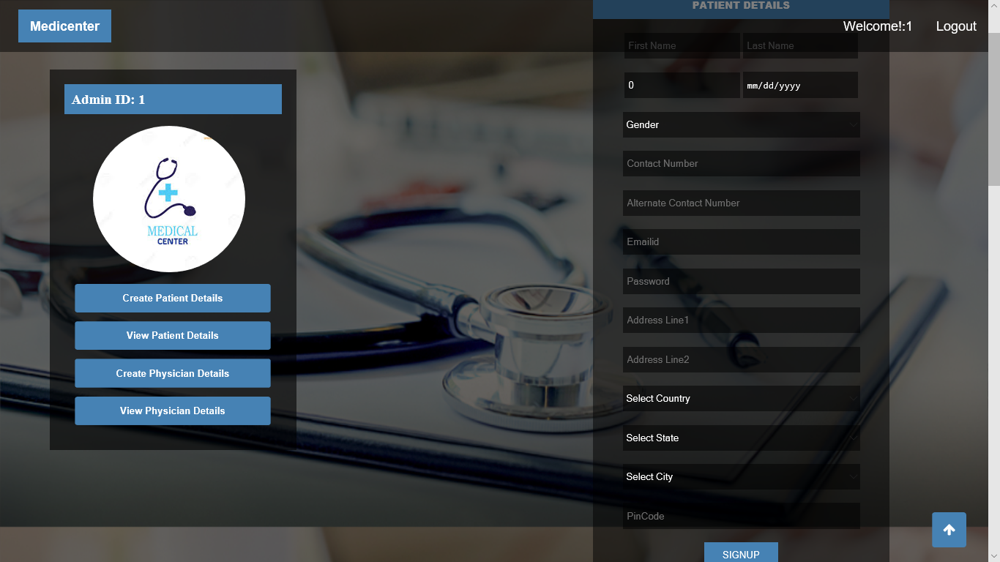 PATIENT DETAILS
Medicenter
Welcome!:1 Logout
Admin ID: 1
MEDICAL
CENTER
Create Patient Details
View Patient Details
Create Physician Details
View Physician Details
First Name Last Name
0 mm/dd/yyyy
Gender
Contact Number
Alternate Contact Number
Emailid
Password
Address Line1
Address Line2
Select Country
Select State
Select City
PinCode
SIGNUP